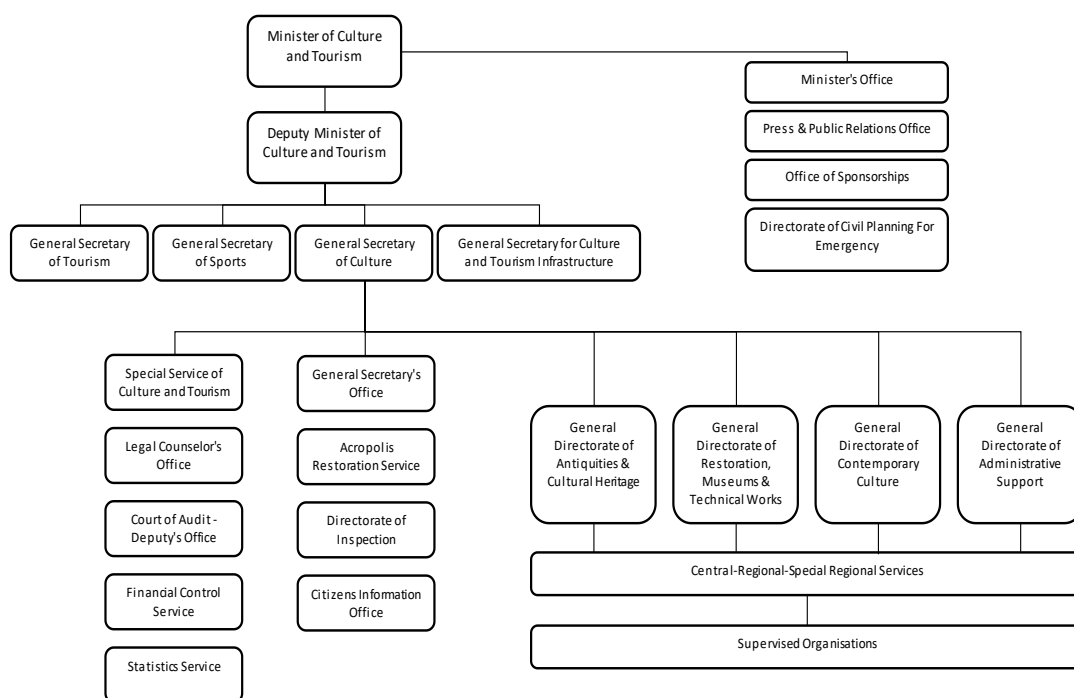 Minister of Culture
and Tourism
Minister's Office
Press & Public Relations Office
Deputy Minister of
Culture and Tourism
Office of Sponsorships
Directorate of Civil Planning For
Emergency
General Secretary
of Tourism
General Secretary
of Sports
General Secretary
of Culture
General Secretary for Culture
and Tourism Infrastructure
Special Service of
Culture and Tourism
Legal Counselor's
Office
Court of Audit -
Deputy's Office
Financial Control
Service
Statistics Service
General Secretary's
Office
Acropolis
Restoration Service
Directorate of
Inspection
Citizens Information
Office
General
Directorate of
Antiquities &
Cultural Heritage
General
Directorate of
Restoration,
Museums &
Technical Works
General
Directorate of
Contemporary
Culture
General
Directorate of
Administrative
Support
Central-Regional-Special Regional Services
Supervised Organisations